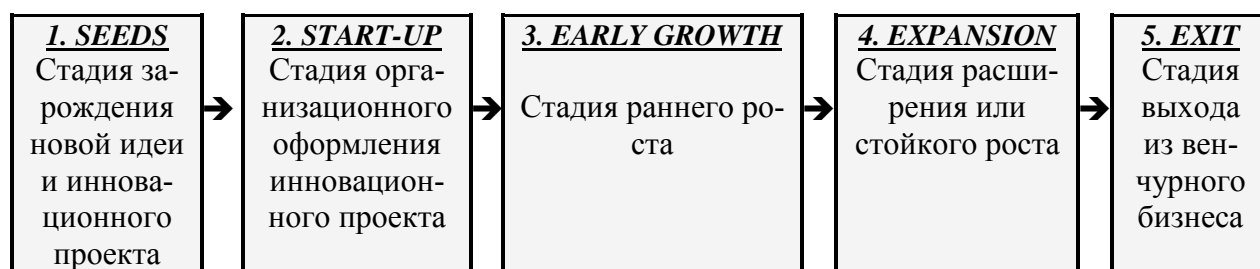 1. SEEDS
Стадия за-
рождения
новой идеи
и иннова-
ционного
проекта
2. START-UP
Стадия орга-
низационного
оформления
инновацион-
ного проекта
3. EARLY GROWTH
Стадия раннего ро-
ста
4. EXPANSION
Стадия расши-
рения или
стойкого роста
5. EXIT
Стадия
выхода
из вен-
чурного
бизнеса